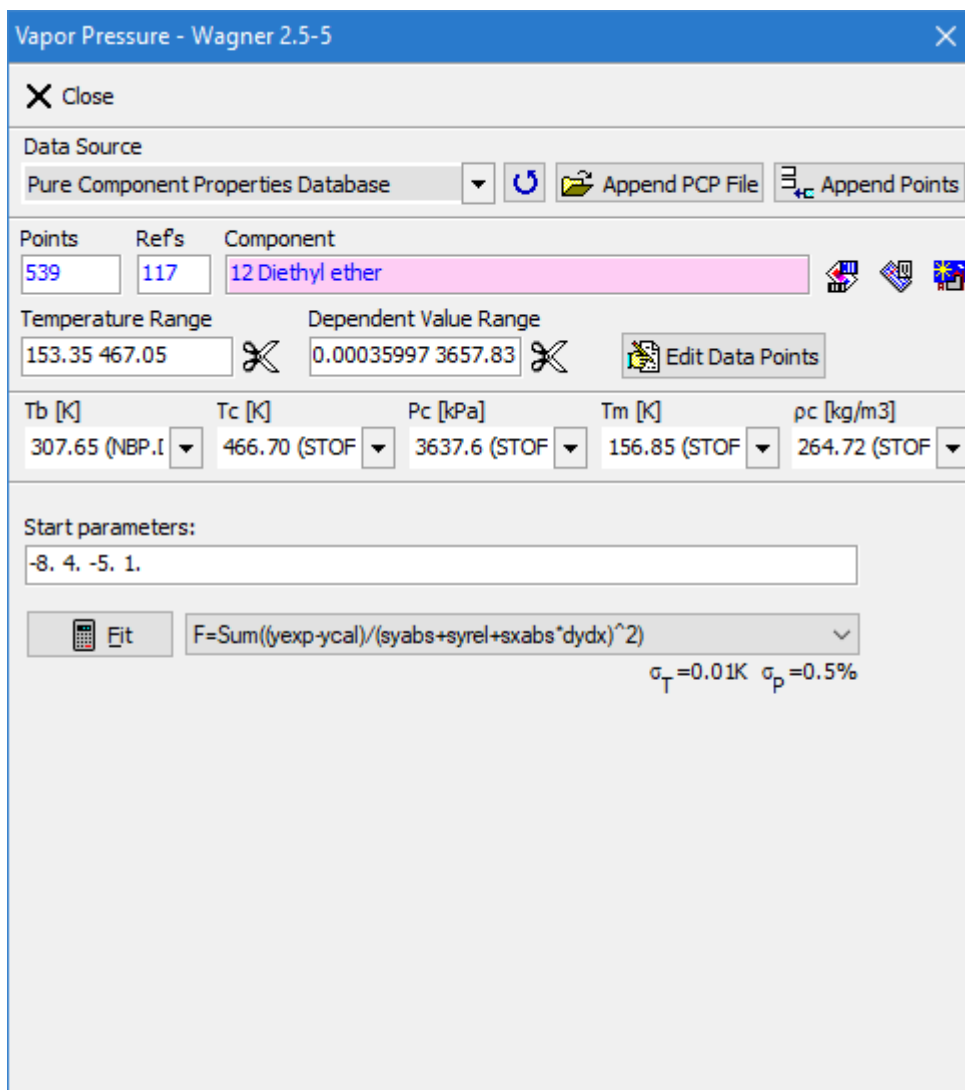 Vapor Pressure - Wagner 2.5-5
Close
Data Source
Pure Component Properties Database Append PCP File Append Points
Points Ref's Component
539 117 12 Diethyl ether
Temperature Range Dependent Value Range
153.35 467.05 0.00035997 3657.83 Edit Data Points
Tb [K] Tc [K] Pc [kPa] Tm [K] ρc [kg/m3]
307.65 (NBP.[ 466.70 (STOF 3637.6 (STOF 156.85 (STOF 264.72 (STOF
Start parameters:
-8. 4. -5. 1.
Fit F=Sum((yexp-ycal)/(syabs+syrel+sxabs*dydx)^2)
σT=0.01K σP=0.5%